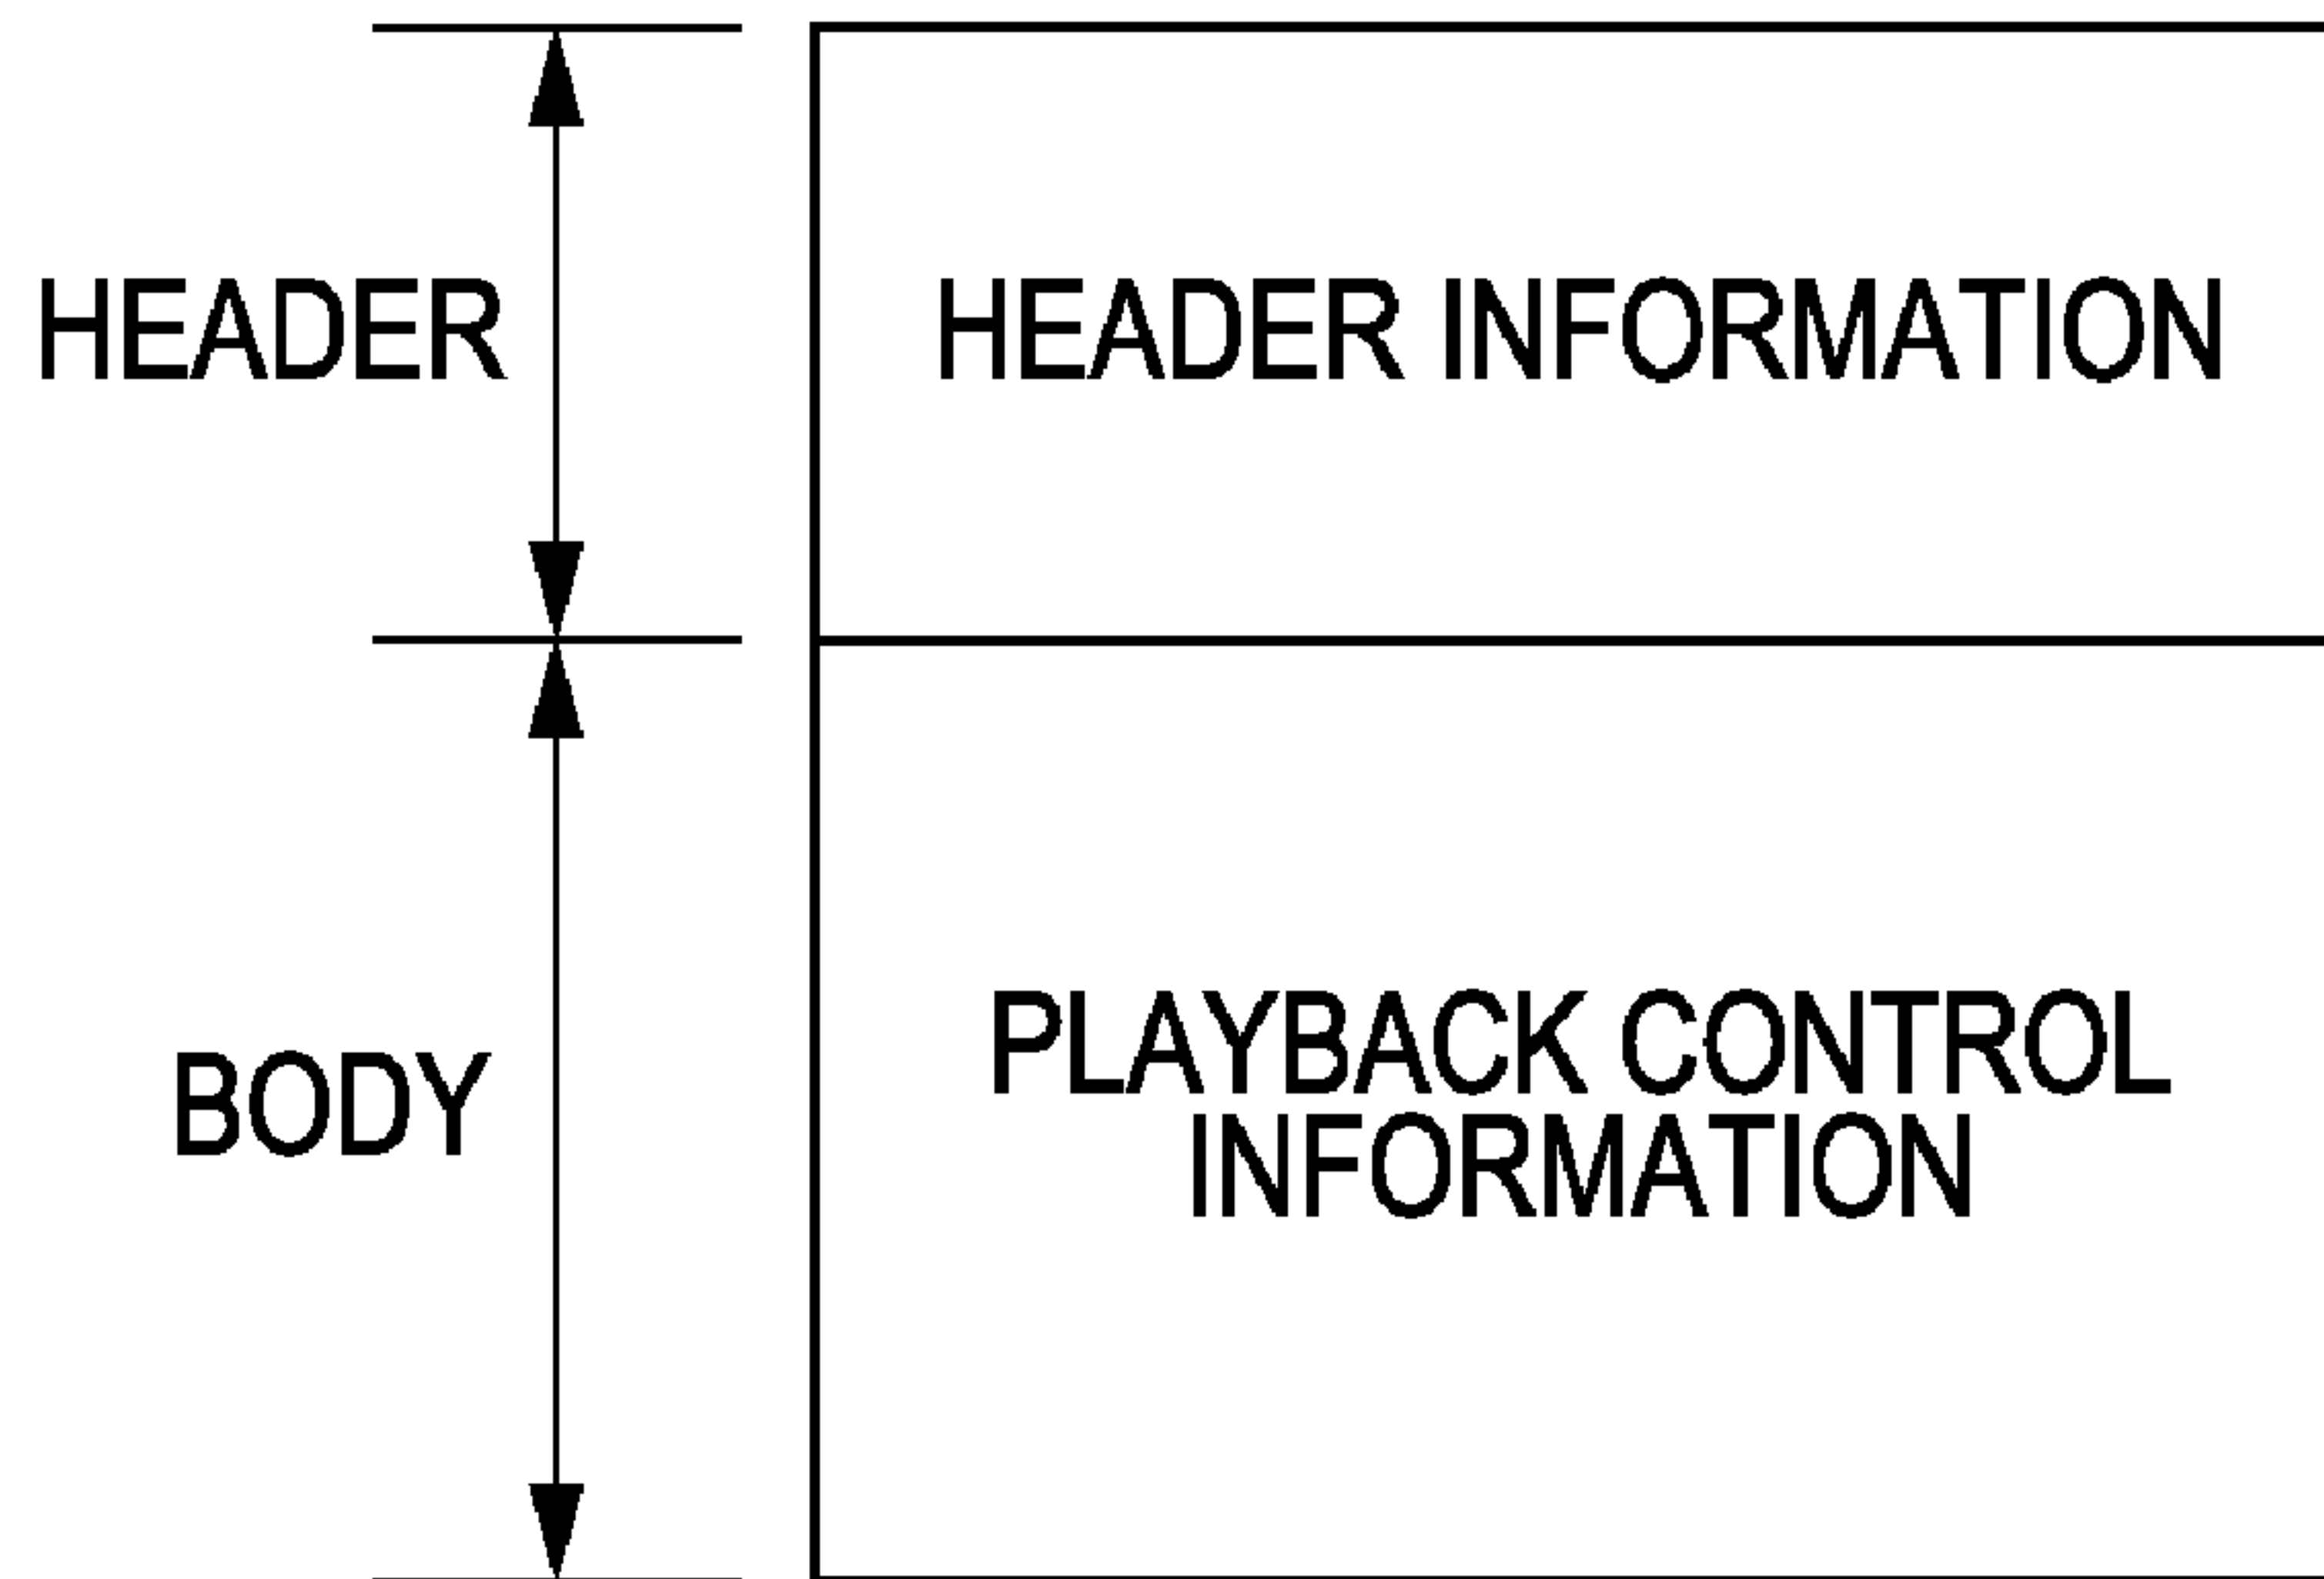 HEADER
HEADER INFORMATION
BODY
PLAYBACK CONTROL
INFORMATION